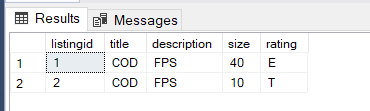 Results Messages
listingid title description size rating
1 1 COD FPS 40 E
2 2 COD FPS 10 T